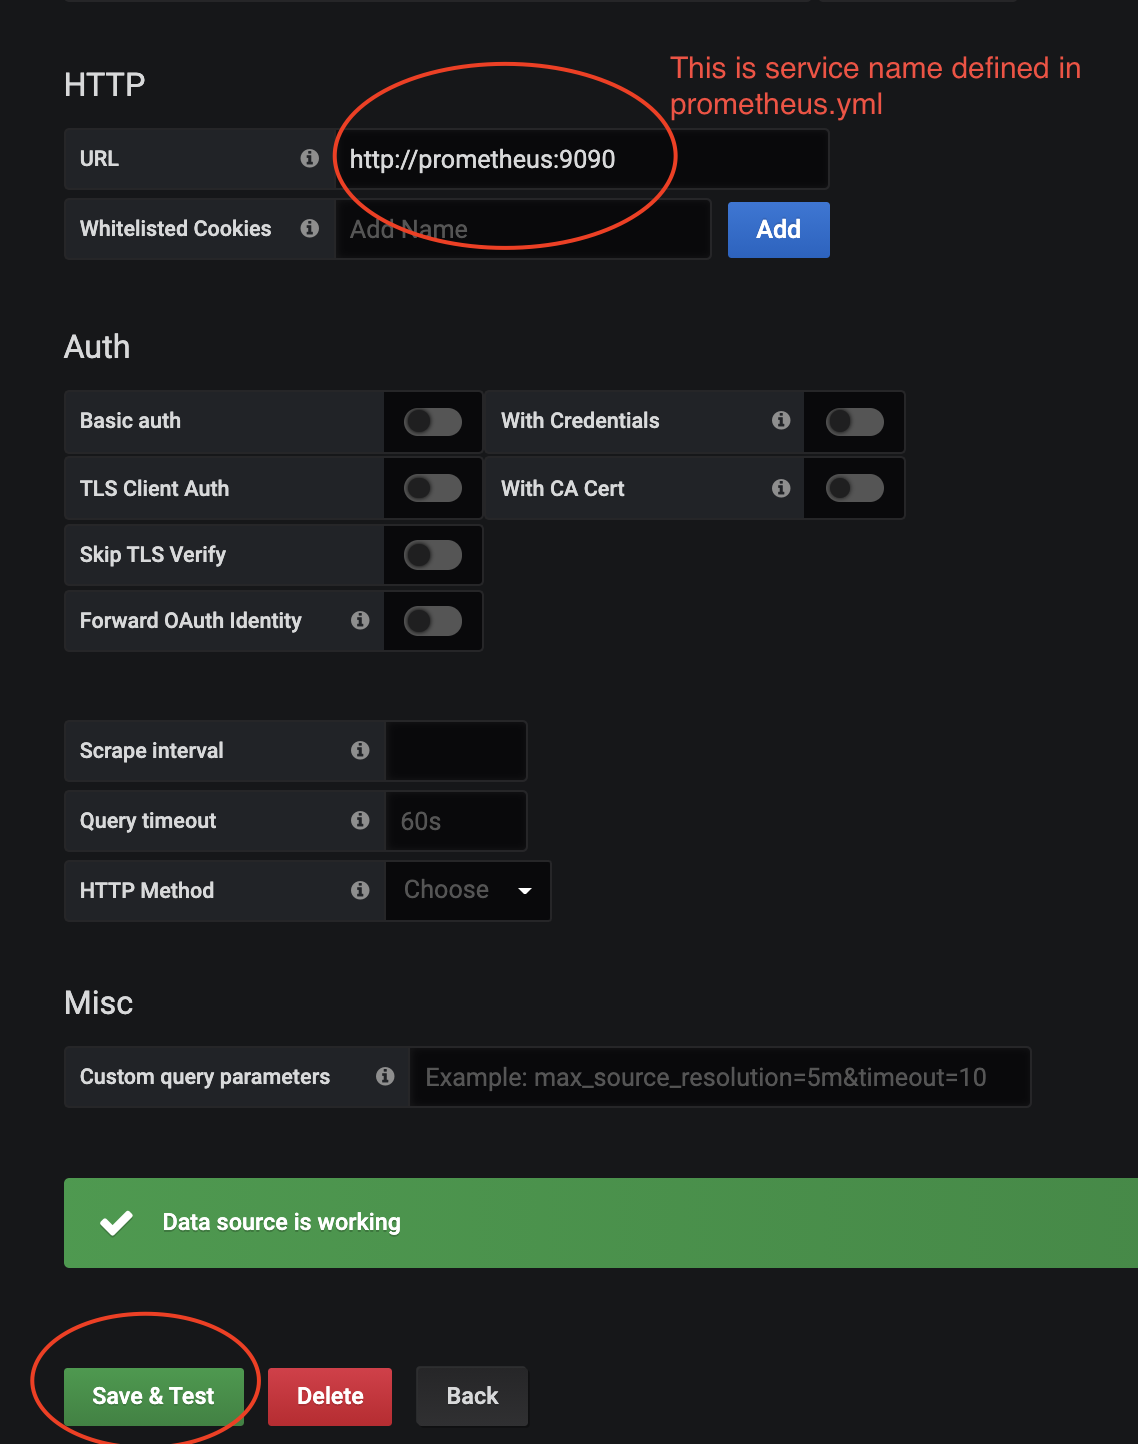 This is service name defined in
prometheus.yml
HTTP
URL http://prometheus:9090
Whitelisted Cookies Add Name Add
Auth
Basic auth With Credentials
TLS Client Auth With CA Cert
Skip TLS Verify
Forward OAuth Identity
Scrape interval
Query timeout 60s
HTTP Method Choose
Misc
Custom query parameters Example: max_source_resolution=5m&timeout=10
Data source is working
Save & Test Delete Back